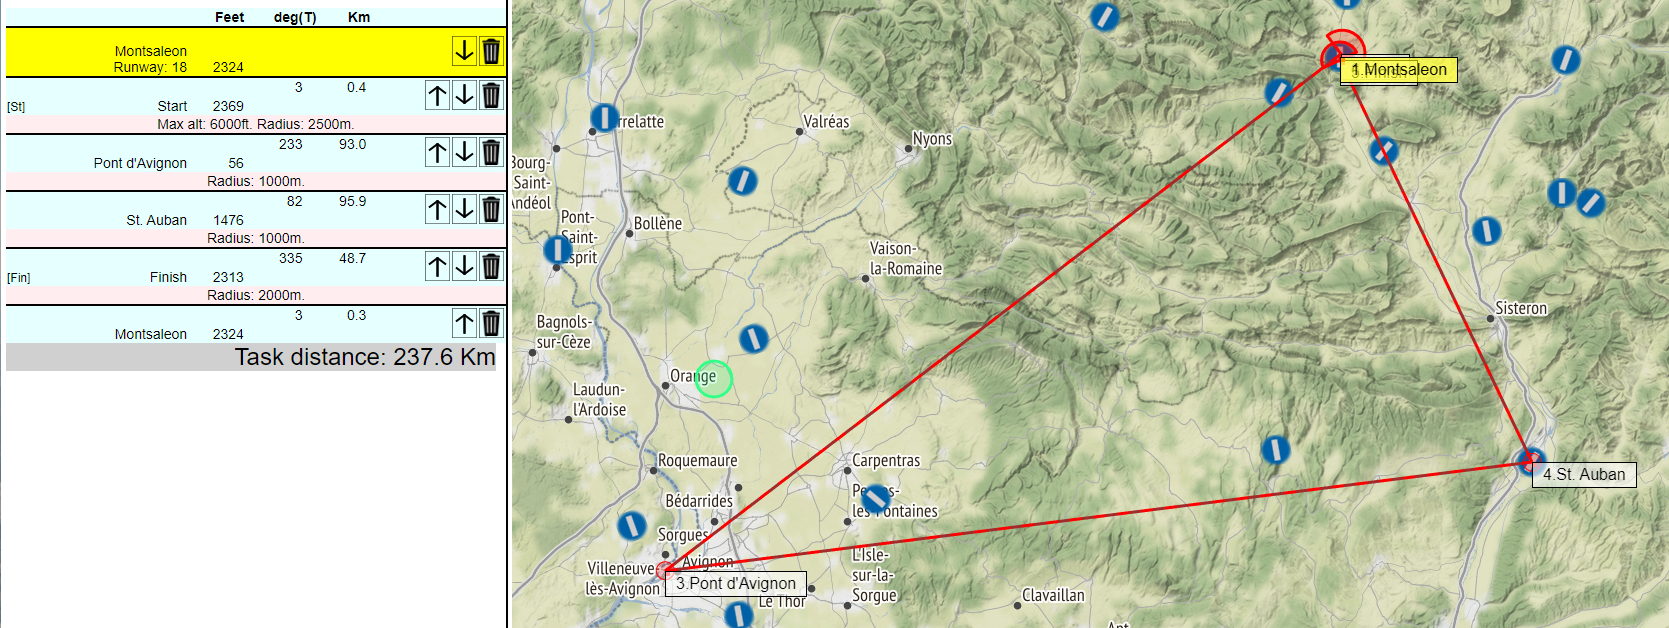 Feet deg(T) Km
Montsaleon
Runway: 18 2324
3 0.4
[St] Start 2369
Max alt: 6000ft. Radius: 2500m.
233 93.0
Pont d'Avignon 56
Radius: 1000m.
82 95.9
St. Auban 1476
Radius: 1000m.
335 48.7
[Fin] Finish 2313
Radius: 2000m.
3 0.3
Montsaleon 2324
Task distance: 237.6 Km
1.Montsaleon
rrelatte
Valréas
Nyons
Bourg-
Saint-
Andéol
Pont-
Saint-
Esprit
Bollène
Vaison-
la-Romaine
Sisteron
Bagnols-
sur-Cèze
Orange
Laudun-
l'Ardoise
Roquemaure
Carpentras
4.St. Auban
Bédarrides
les-Fontaines
Sorgues
Avignon
Villeneuve-
lès-Avignon
3.Pont d'Avignon
L'Isle-
sur-la-
Sorgue
Le Thor
Clavaillan